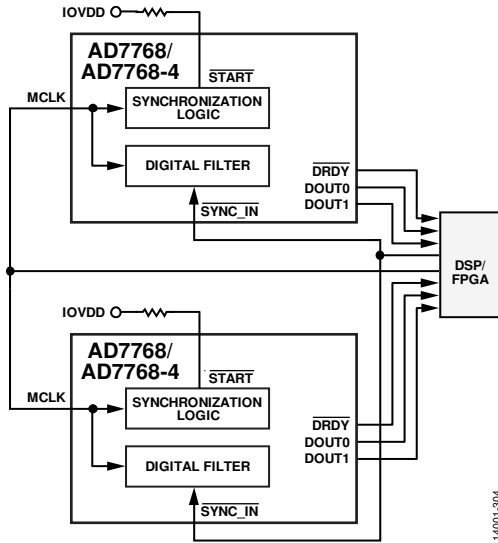 IOVDD
AD7768/
AD7768-4
START
MCLK
SYNCHRONIZATION
LOGIC
DIGITAL FILTER
DRDY
DOUT0
DOUT1
SYNC_IN
DSP/
FPGA
IOVDD
AD7768/
AD7768-4
START
MCLK
SYNCHRONIZATION
LOGIC
DIGITAL FILTER
DRDY
DOUT0
DOUT1
SYNC_IN
14001-304